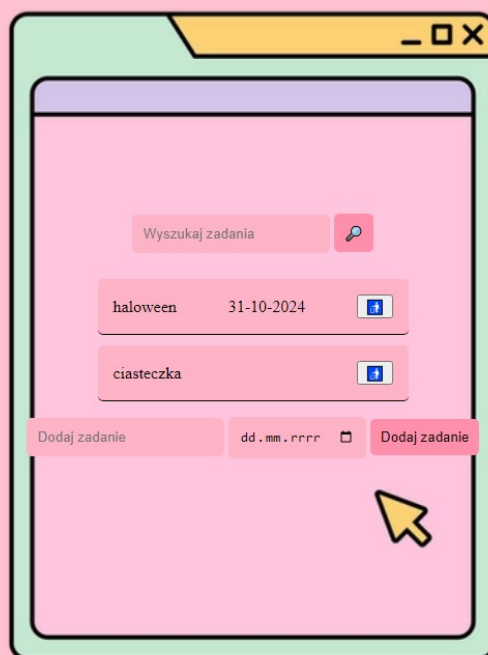 Wyszukaj zadania
haloween 31-10-2024
ciasteczka
Dodaj zadanie dd.mm.rrrr Dodaj zadanie